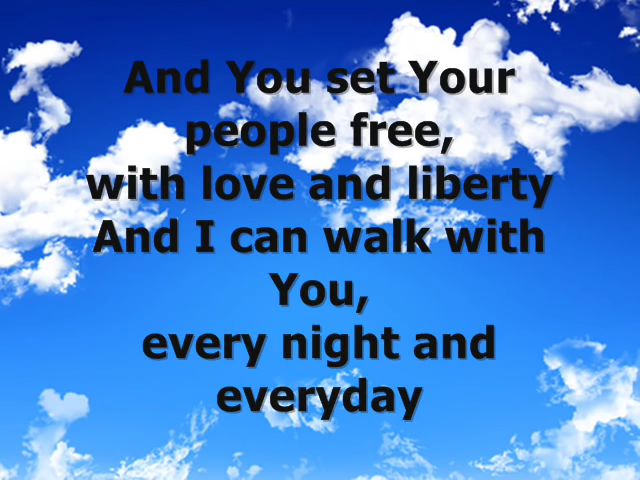 And You set Your
people free,
with love and liberty
And I can walk with
You,
every night and
everyday